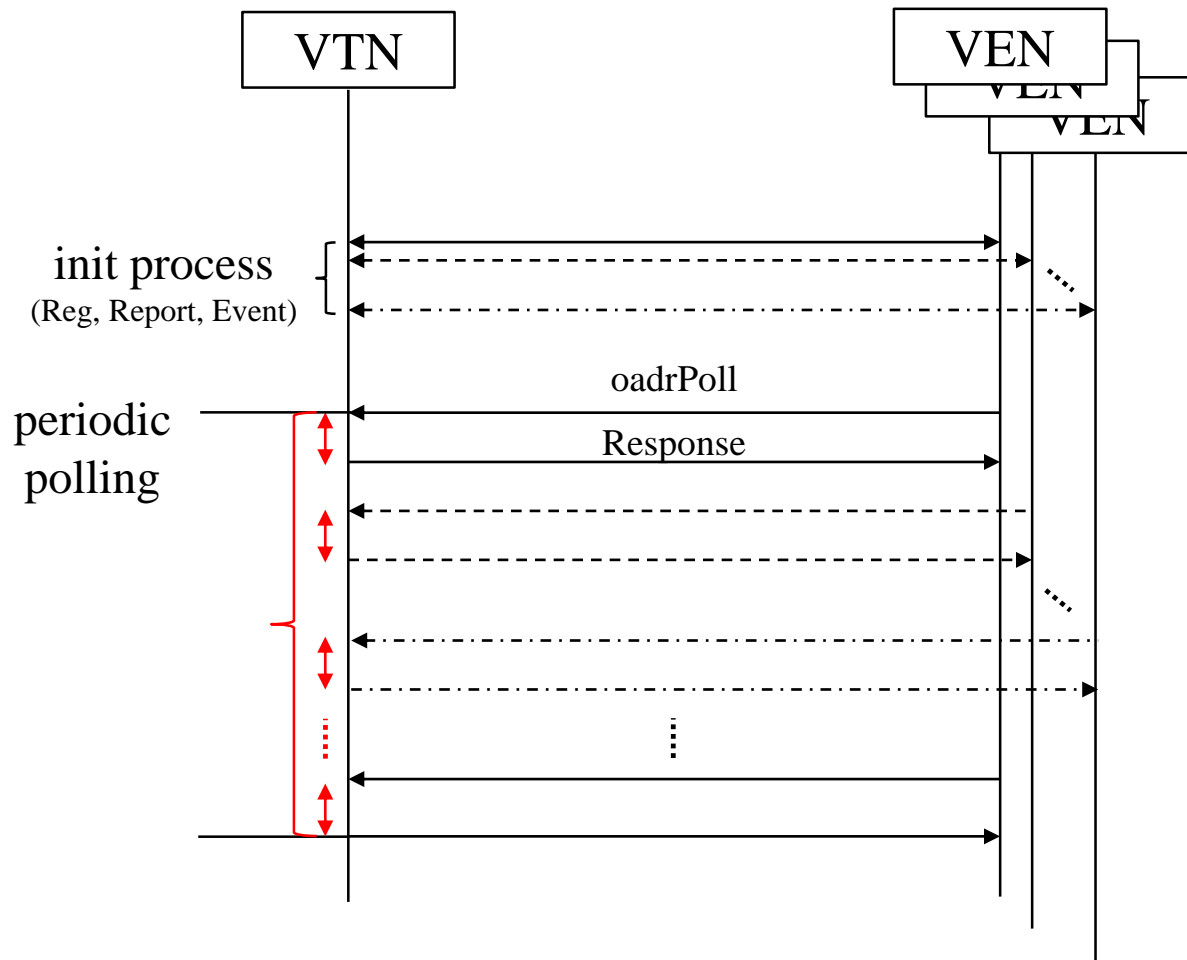 VTN
VEN
VEN
VEN
init process
(Reg, Report, Event)
oadrPoll
periodic
polling
Response